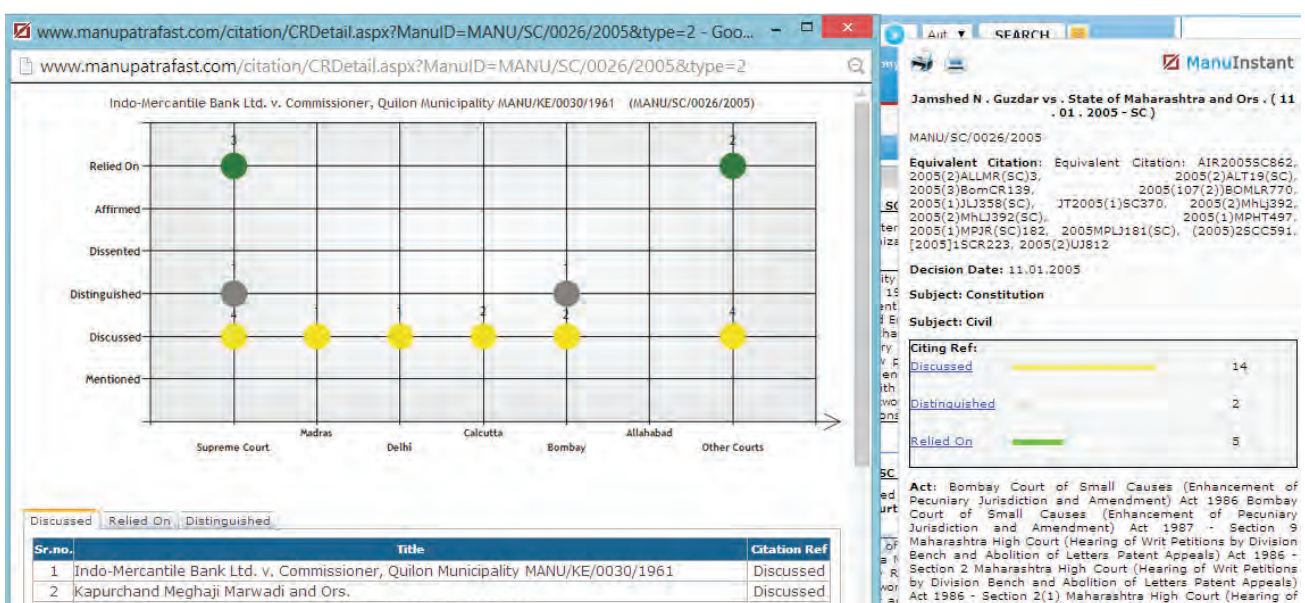 www.manupatrafast.com/citation/CRDetail.aspx?ManuID=MANU/SC/0026/2005&type=2 - Goo...
www.manupatrafast.com/citation/CRDetail.aspx?ManuID=MANU/SC/0026/2005&type=2
Indo-Mercantile Bank Ltd. v. Commissioner, Quilon Municipality MANU/KE/0030/1961 (MANU/SC/0026/2005)
3 2
Relied On
Affirmed
Dissented
1 1
Distinguished
4 1 1 2 2 4
Discussed
Mentioned
Madras Calcutta Allahabad
Supreme Court Delhi Bombay Other Courts
Discussed Relied On Distinguished
Sr.no. Title Citation Ref
1 Indo-Mercantile Bank Ltd. v. Commissioner, Quilon Municipality MANU/KE/0030/1961 Discussed
2 Kapurchand Meghaji Marwadi and Ors. Discussed
Aut SEARCH
ManuInstant
Jamshed N . Guzdar vs . State of Maharashtra and Ors . ( 11
. 01 . 2005 - SC )
MANU/SC/0026/2005
Equivalent Citation: Equivalent Citation: AIR2005SC862,
2005(2)ALLMR(SC)3, 2005(2)ALT19(SC),
2005(3)BomCR139, 2005(107(2))BOMLR770,
2005(1)JLJ358(SC), JT2005(1)SC370, 2005(2)MhLj392,
2005(2)MhLJ392(SC), 2005(1)MPHT497,
2005(1)MPJR(SC)182, 2005MPLJ181(SC), (2005)2SCC591,
[2005]1SCR223, 2005(2)UJ812
Decision Date: 11.01.2005
Subject: Constitution
Subject: Civil
Citing Ref:
Discussed 14
Distinguished 2
Relied On 5
Act: Bombay Court of Small Causes (Enhancement of
Pecuniary Jurisdiction and Amendment) Act 1986 Bombay
Court of Small Causes (Enhancement of Pecuniary
Jurisdiction and Amendment) Act 1987 - Section 9
Maharashtra High Court (Hearing of Writ Petitions by Division
Bench and Abolition of Letters Patent Appeals) Act 1986 -
Section 2 Maharashtra High Court (Hearing of Writ Petitions
by Division Bench and Abolition of Letters Patent Appeals)
Act 1986 - Section 2(1) Maharashtra High Court (Hearing of